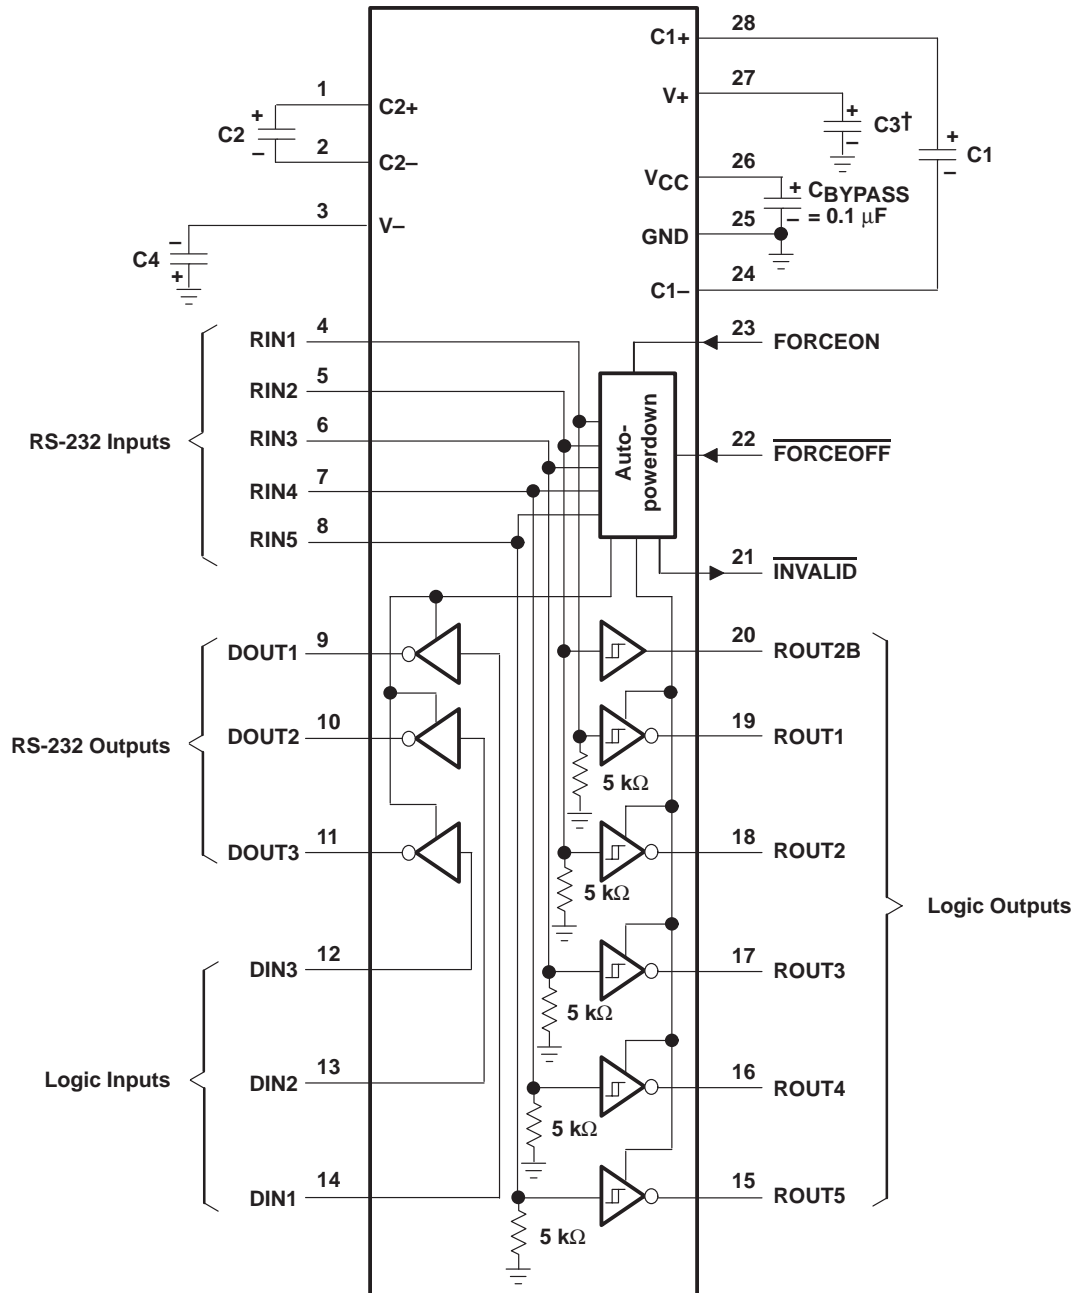 28
C1+
27
V+
1
C2+
+
C2
–
2
C2–
+
C3†
–
+
C1
–
26
VCC
+ CBYPASS
– = 0.1 μF
3
V–
25
GND
–
C4
+
24
C1–
RIN1 4
23 FORCEON
RIN2 5
RIN3 6
RS-232 Inputs
Auto-
powerdown
22 FORCEOFF
RIN4 7
RIN5 8
21 INVALID
DOUT1 9
20 ROUT2B
DOUT2 10
RS-232 Outputs
19 ROUT1
5 kΩ
DOUT3 11
18 ROUT2
5 kΩ
Logic Outputs
DIN3 12
17 ROUT3
5 kΩ
Logic Inputs
DIN2 13
16 ROUT4
5 kΩ
DIN1 14
15 ROUT5
5 kΩ